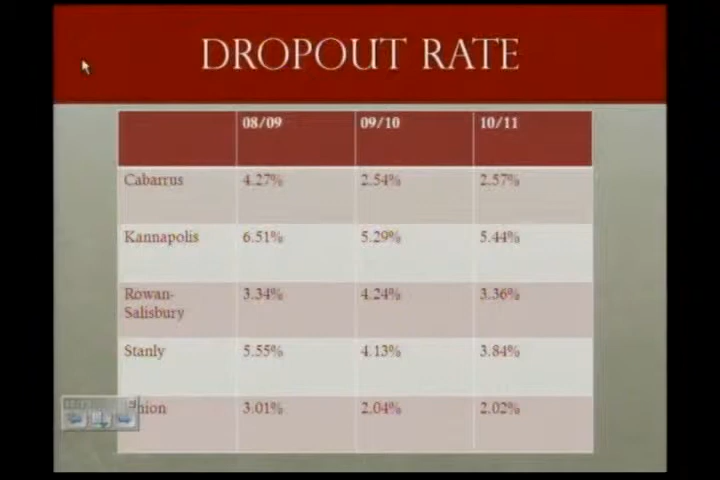 DROPOUT RATE
08/09 09/10 10/11
Cabarrus 4.27% 2.54% 2.57%
Kannapolis 6.51% 5.29% 5.44%
Rowan-
Salisbury 3.34% 4.24% 3.36%
Stanly 5.55% 4.13% 3.84%
nion 3.01% 2.04% 2.02%